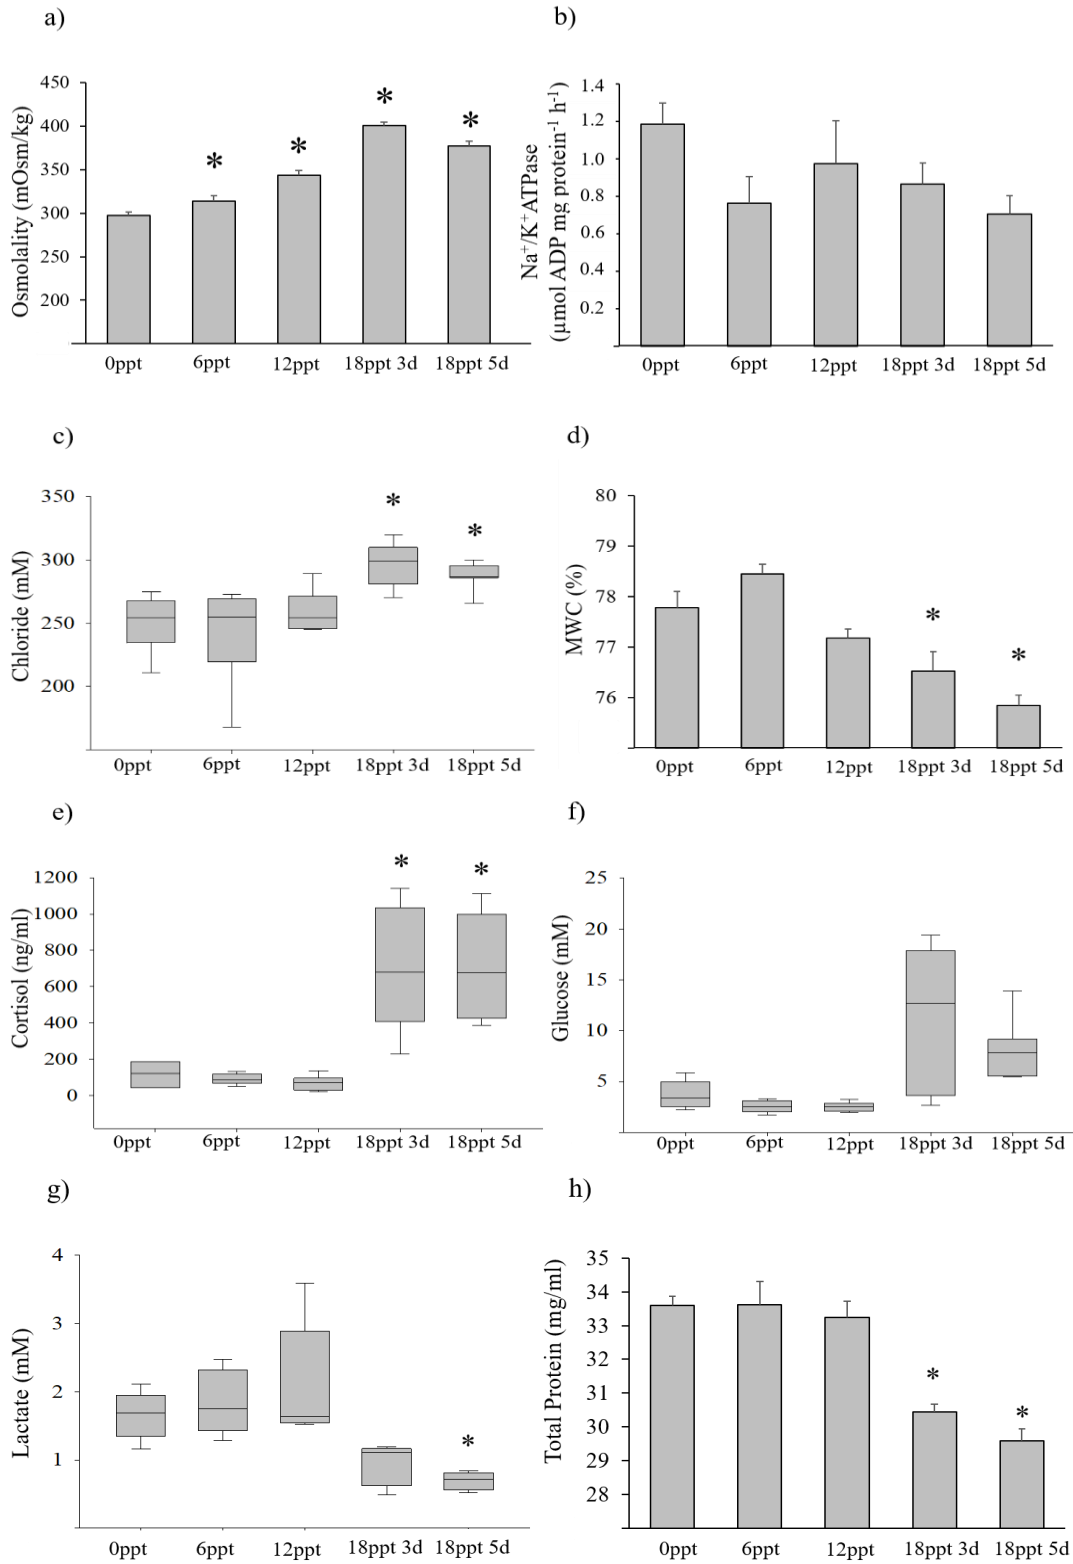 a)
b)
Osmolality (mOsm/kg)
450
400
350
300
250
200
*
*
*
*
0ppt 6ppt 12ppt 18ppt 3d 18ppt 5d
Na⁺/K⁺ATPase
(μmol ADP mg protein⁻¹ h⁻¹)
1.4
1.2
1.0
0.8
0.6
0.4
0.2
0ppt 6ppt 12ppt 18ppt 3d 18ppt 5d
c)
d)
Chloride (mM)
350
300
250
200
*
*
0ppt 6ppt 12ppt 18ppt 3d 18ppt 5d
MWC (%)
80
79
78
77
76
*
*
0ppt 6ppt 12ppt 18ppt 3d 18ppt 5d
e)
f)
Cortisol (ng/ml)
1200
1000
800
600
400
200
0
*
*
0ppt 6ppt 12ppt 18ppt 3d 18ppt 5d
Glucose (mM)
25
20
15
10
5
0ppt 6ppt 12ppt 18ppt 3d 18ppt 5d
g)
h)
Lactate (mM)
4
3
2
1
*
0ppt 6ppt 12ppt 18ppt 3d 18ppt 5d
Total Protein (mg/ml)
35
34
33
32
31
30
29
28
*
*
0ppt 6ppt 12ppt 18ppt 3d 18ppt 5d